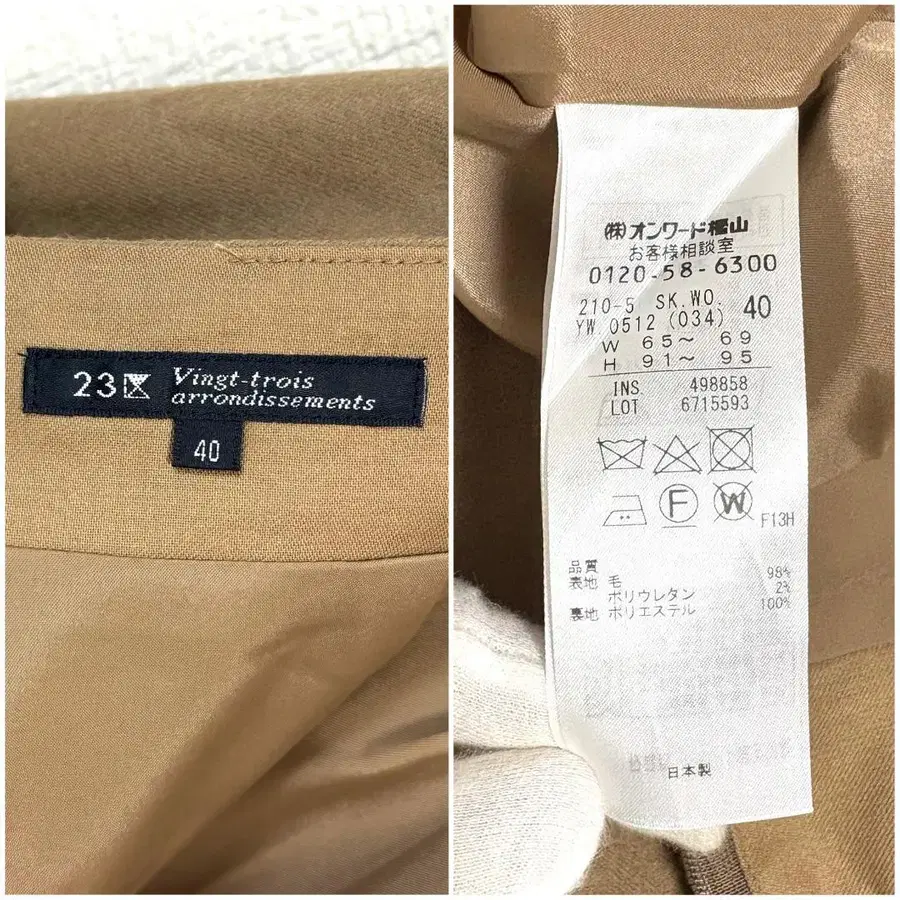 23区 Vingt-trois
arrondissements
40
(株)オンワード樫山
お客様相談室
0120-58-6300
210-5 SK.WO. 40
YW 0512 (034)
W 65～ 69
H 91～ 95
INS 498858
LOT 6715593
F
W
F13H
品質
表地 毛 98%
ポリウレタン 2%
裏地 ポリエステル 100%
日本製